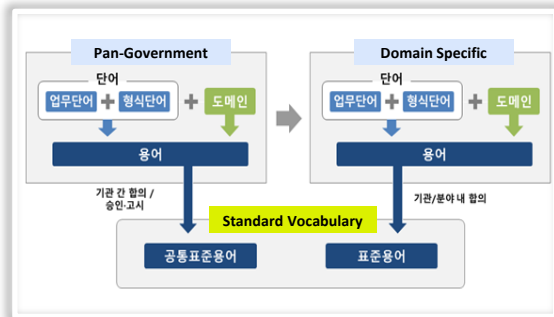 Pan-Government
단어
업무단어 + 형식단어 + 도메인
용어
기관 간 합의 /
승인·고시
Domain Specific
단어
업무단어 + 형식단어 + 도메인
용어
기관/분야 내 합의
Standard Vocabulary
공통표준용어
표준용어